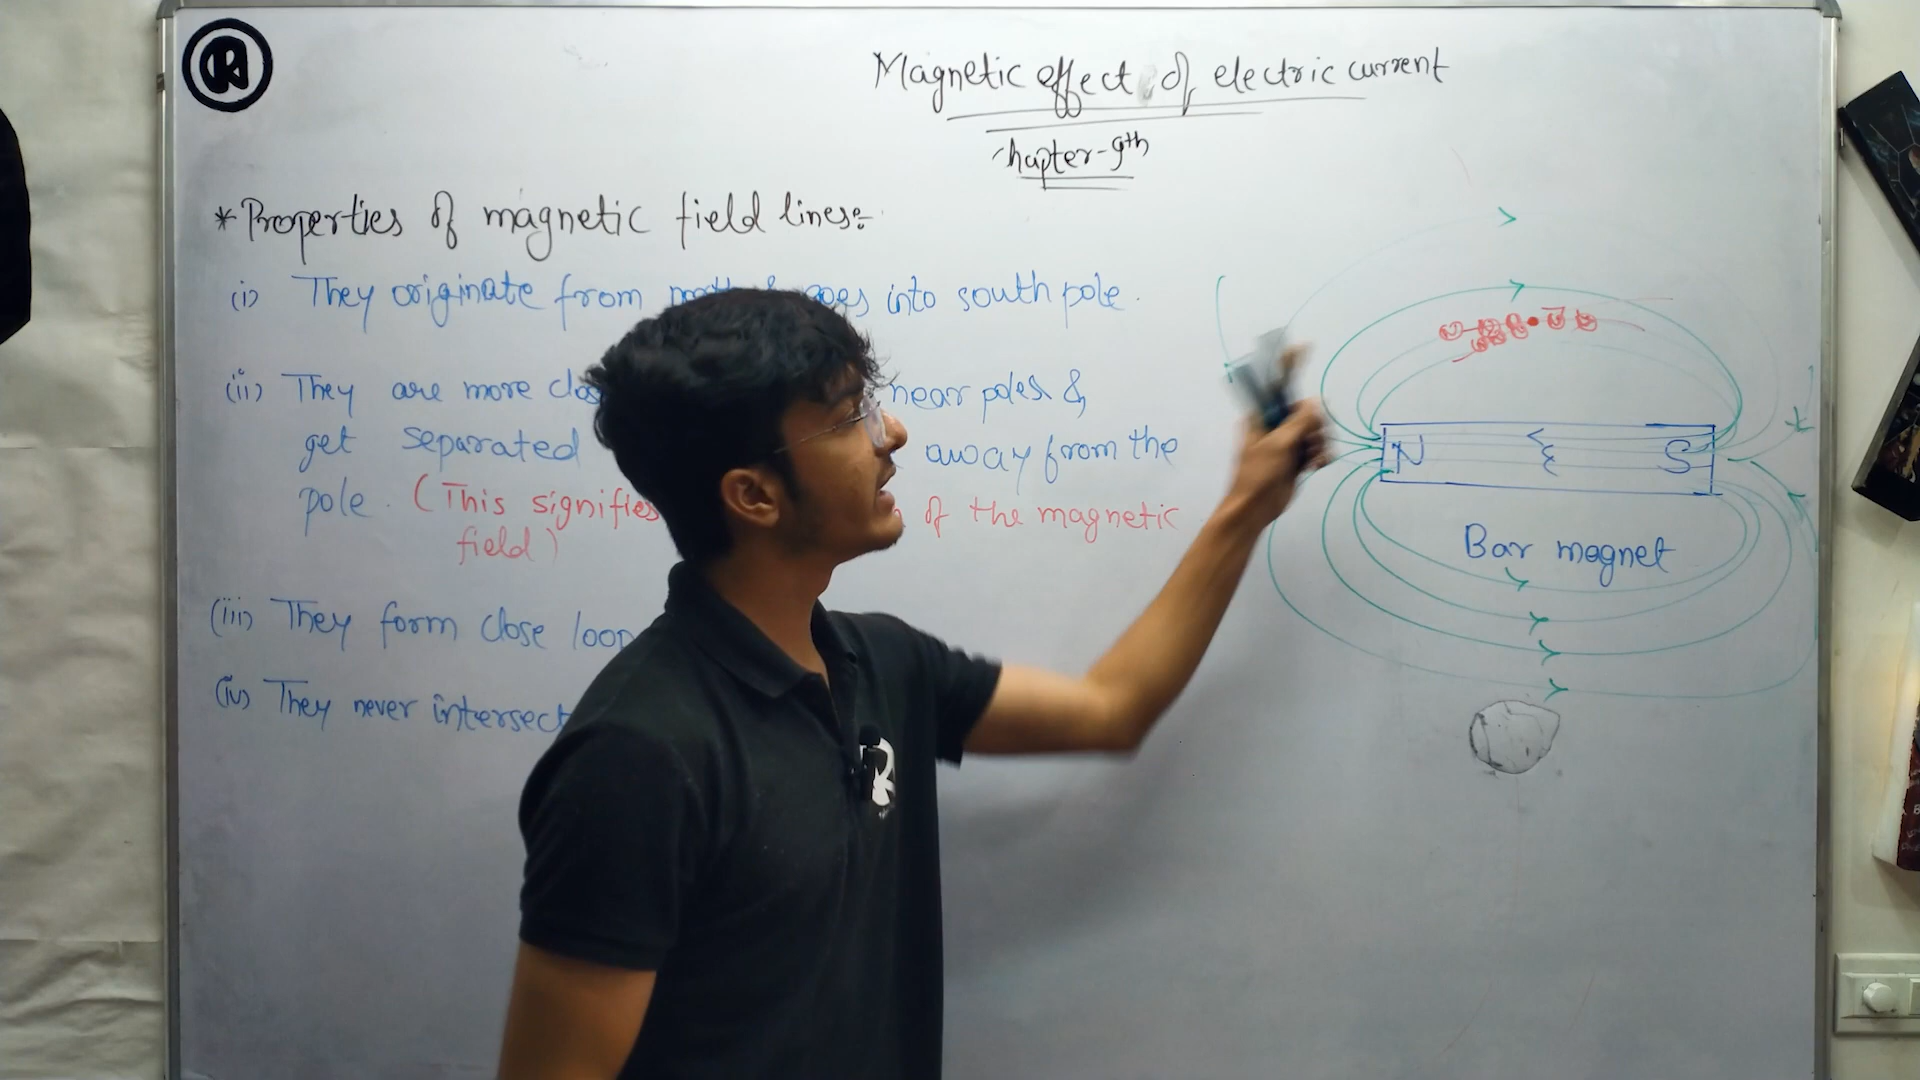 Magnetic effect of electric current
Chapter-9th
* Properties of magnetic field lines:-
(i) They originate from goes into south pole.
(ii) They are more near poles &
get separated away from the
pole. (This signifies of the magnetic
field)
(iii) They form close loop
(iv) They never intersect
N S
Bar magnet
R